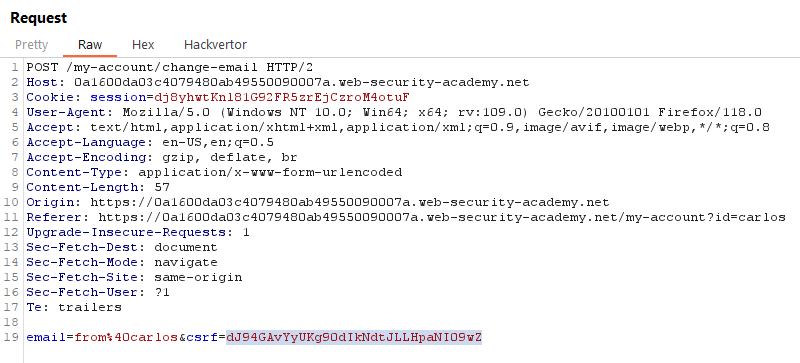 Request
Pretty Raw Hex Hackvertor
1 POST /my-account/change-email HTTP/2
2 Host: 0a1600da03c4079480ab49550090007a.web-security-academy.net
3 Cookie: session=dj8yhwtKnl81G92FR5zrEjCzroM4otuF
4 User-Agent: Mozilla/5.0 (Windows NT 10.0; Win64; x64; rv:109.0) Gecko/20100101 Firefox/118.0
5 Accept: text/html,application/xhtml+xml,application/xml;q=0.9,image/avif,image/webp,*/*;q=0.8
6 Accept-Language: en-US,en;q=0.5
7 Accept-Encoding: gzip, deflate, br
8 Content-Type: application/x-www-form-urlencoded
9 Content-Length: 57
10 Origin: https://0a1600da03c4079480ab49550090007a.web-security-academy.net
11 Referer: https://0a1600da03c4079480ab49550090007a.web-security-academy.net/my-account?id=carlos
12 Upgrade-Insecure-Requests: 1
13 Sec-Fetch-Dest: document
14 Sec-Fetch-Mode: navigate
15 Sec-Fetch-Site: same-origin
16 Sec-Fetch-User: ?1
17 Te: trailers
18
19 email=from%40carlos&csrf=dJ94GAvYyUKg9OdIkNdtJLLHpaNIO9wZ